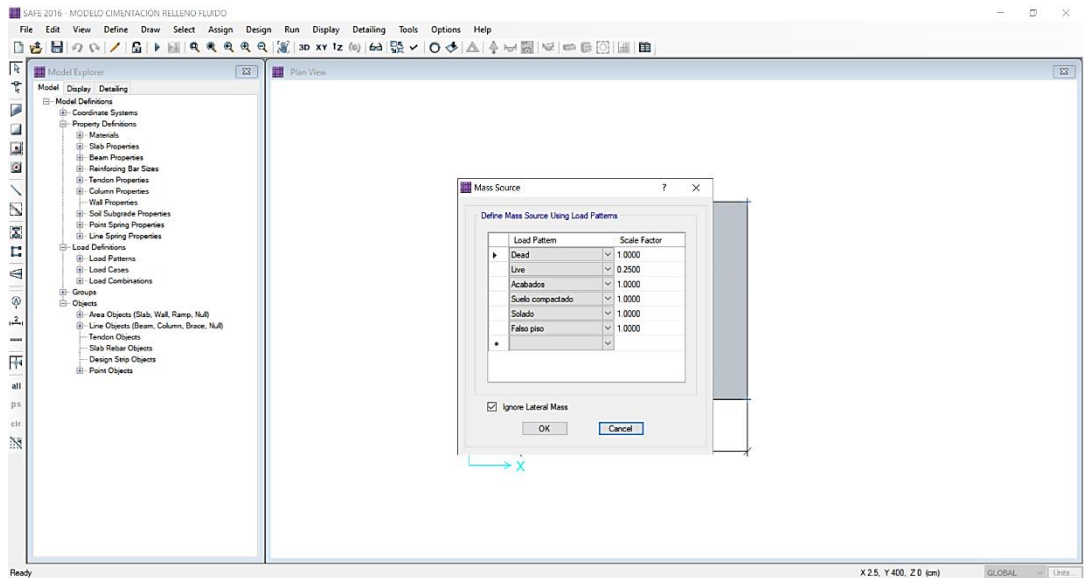 SAFE 2016 - MODELO CIMENTACIÓN RELLENO FLUIDO
File Edit View Define Draw Select Assign Design Run Display Detailing Tools Options Help
3D XY 1Z
Model Explorer
Plan View
Model Display Detailing
Model Definitions
Coordinate Systems
Property Definitions
Materials
Slab Properties
Beam Properties
Reinforcing Bar Sizes
Tendon Properties
Column Properties
Wall Properties
Soil Subgrade Properties
Point Spring Properties
Line Spring Properties
Load Definitions
Load Patterns
Load Cases
Load Combinations
Groups
Objects
Area Objects (Slab, Wall, Ramp, Null)
Line Objects (Beam, Column, Brace, Null)
Tendon Objects
Slab Rebar Objects
Design Strip Objects
Point Objects
all
ps
clr
Mass Source ?
Define Mass Source Using Load Patterns
Load Pattern Scale Factor
Dead 1.0000
Live 0.2500
Acabados 1.0000
Suelo compactado 1.0000
Solado 1.0000
Falso piso 1.0000
Ignore Lateral Mass
OK Cancel
X
Ready
X 2.5, Y 400, Z 0 (cm) GLOBAL Units...